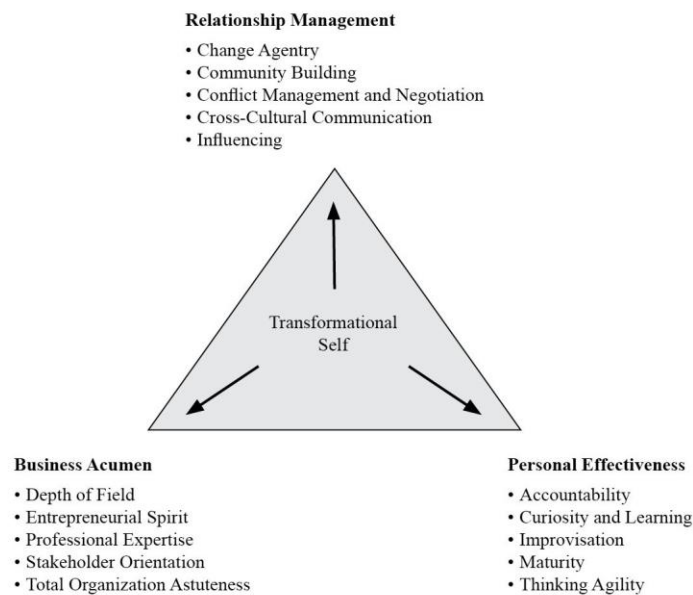 Relationship Management
• Change Agentry
• Community Building
• Conflict Management and Negotiation
• Cross-Cultural Communication
• Influencing
Transformational
Self
Business Acumen
• Depth of Field
• Entrepreneurial Spirit
• Professional Expertise
• Stakeholder Orientation
• Total Organization Astuteness
Personal Effectiveness
• Accountability
• Curiosity and Learning
• Improvisation
• Maturity
• Thinking Agility